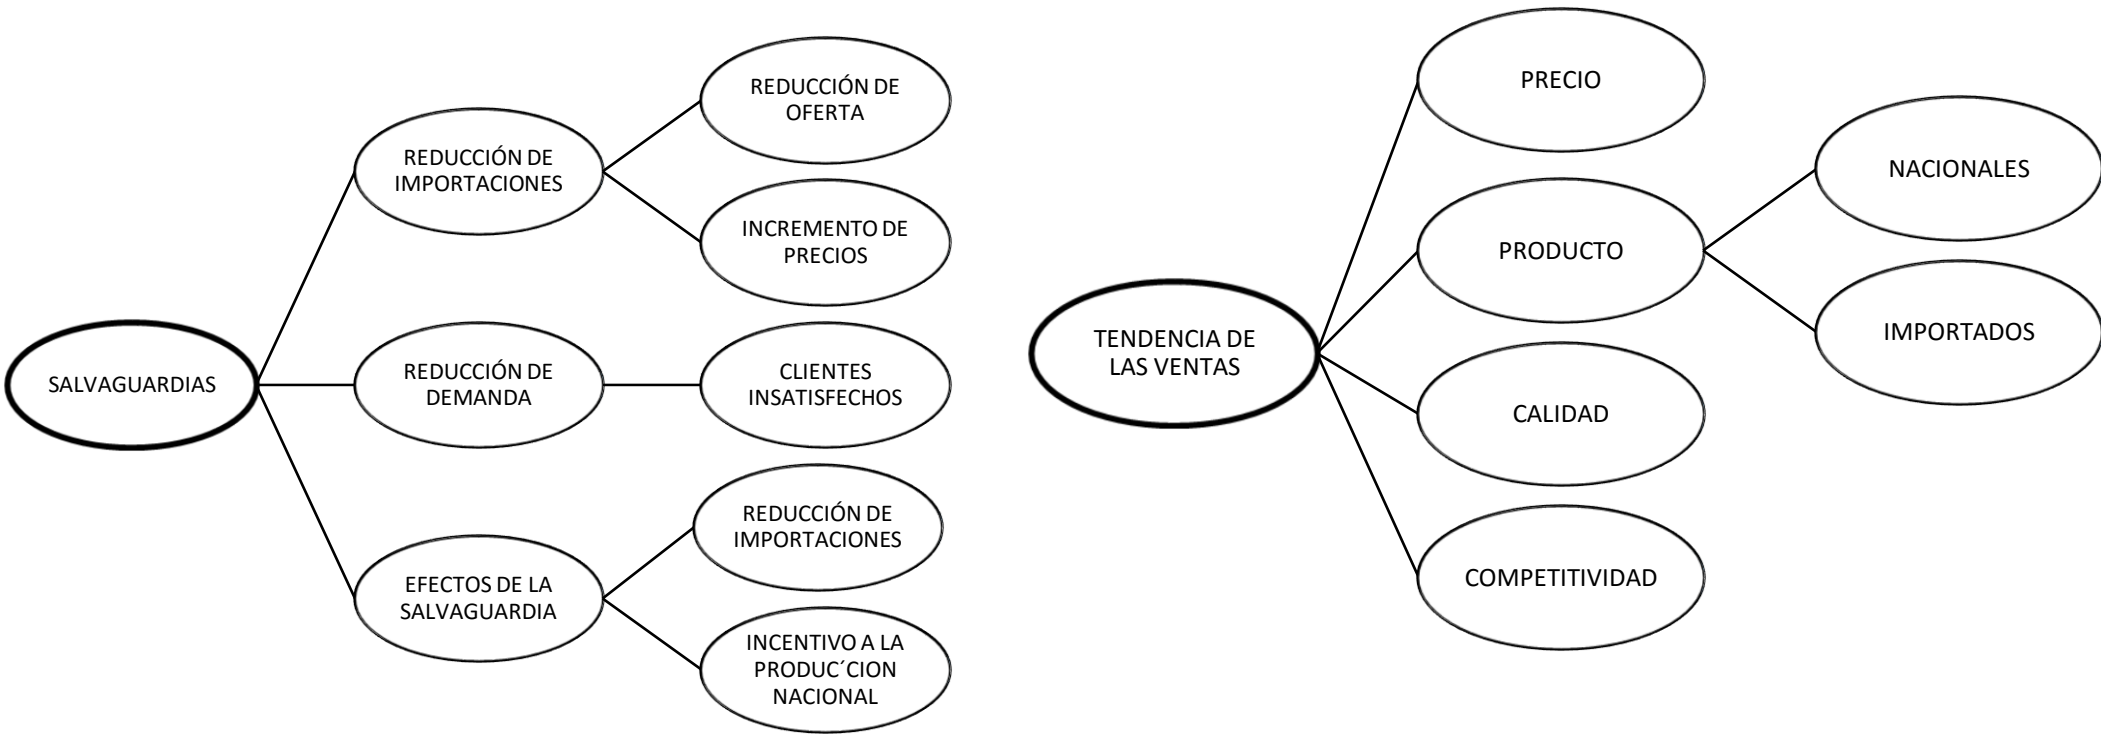 SALVAGUARDIAS
REDUCCIÓN DE
IMPORTACIONES
REDUCCIÓN DE
OFERTA
INCREMENTO DE
PRECIOS
REDUCCIÓN DE
DEMANDA
CLIENTES
INSATISFECHOS
EFECTOS DE LA
SALVAGUARDIA
REDUCCIÓN DE
IMPORTACIONES
INCENTIVO A LA
PRODUC´CION
NACIONAL
TENDENCIA DE
LAS VENTAS
PRECIO
PRODUCTO
NACIONALES
IMPORTADOS
CALIDAD
COMPETITIVIDAD